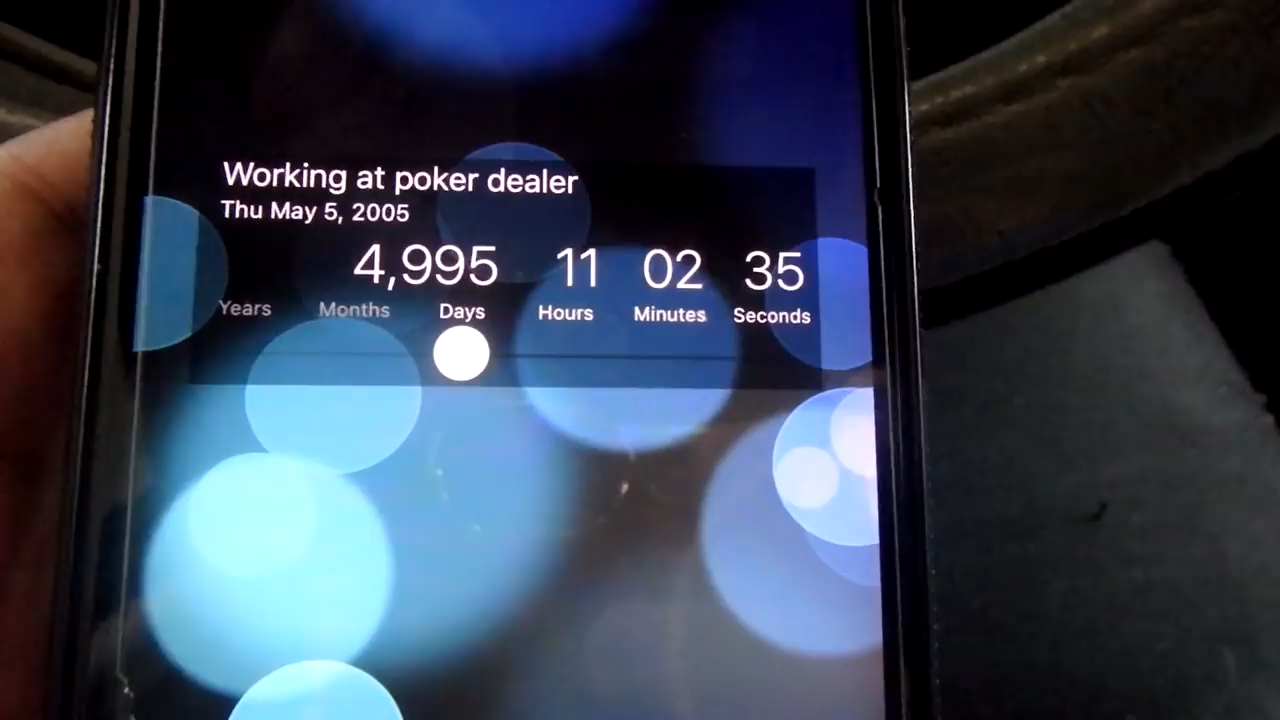 Working at poker dealer
Thu May 5, 2005
4,995 11 02 35
Years Months Days Hours Minutes Seconds